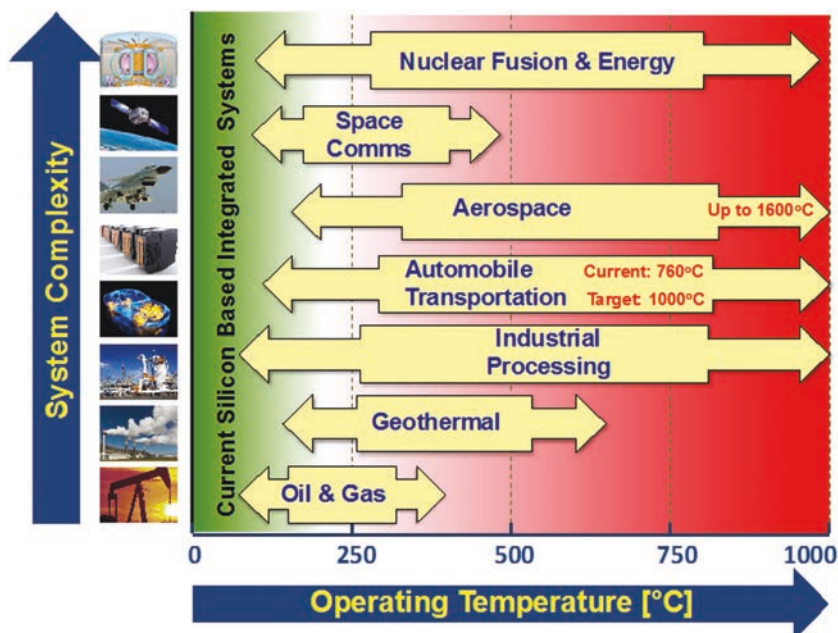 System Complexity
Current Silicon Based Integrated Systems
Nuclear Fusion & Energy
Space
Comms
Aerospace
Up to 1600°C
Automobile
Transportation
Current: 760°C
Target: 1000°C
Industrial
Processing
Geothermal
Oil & Gas
0
250
500
750
1000
Operating Temperature [°C]